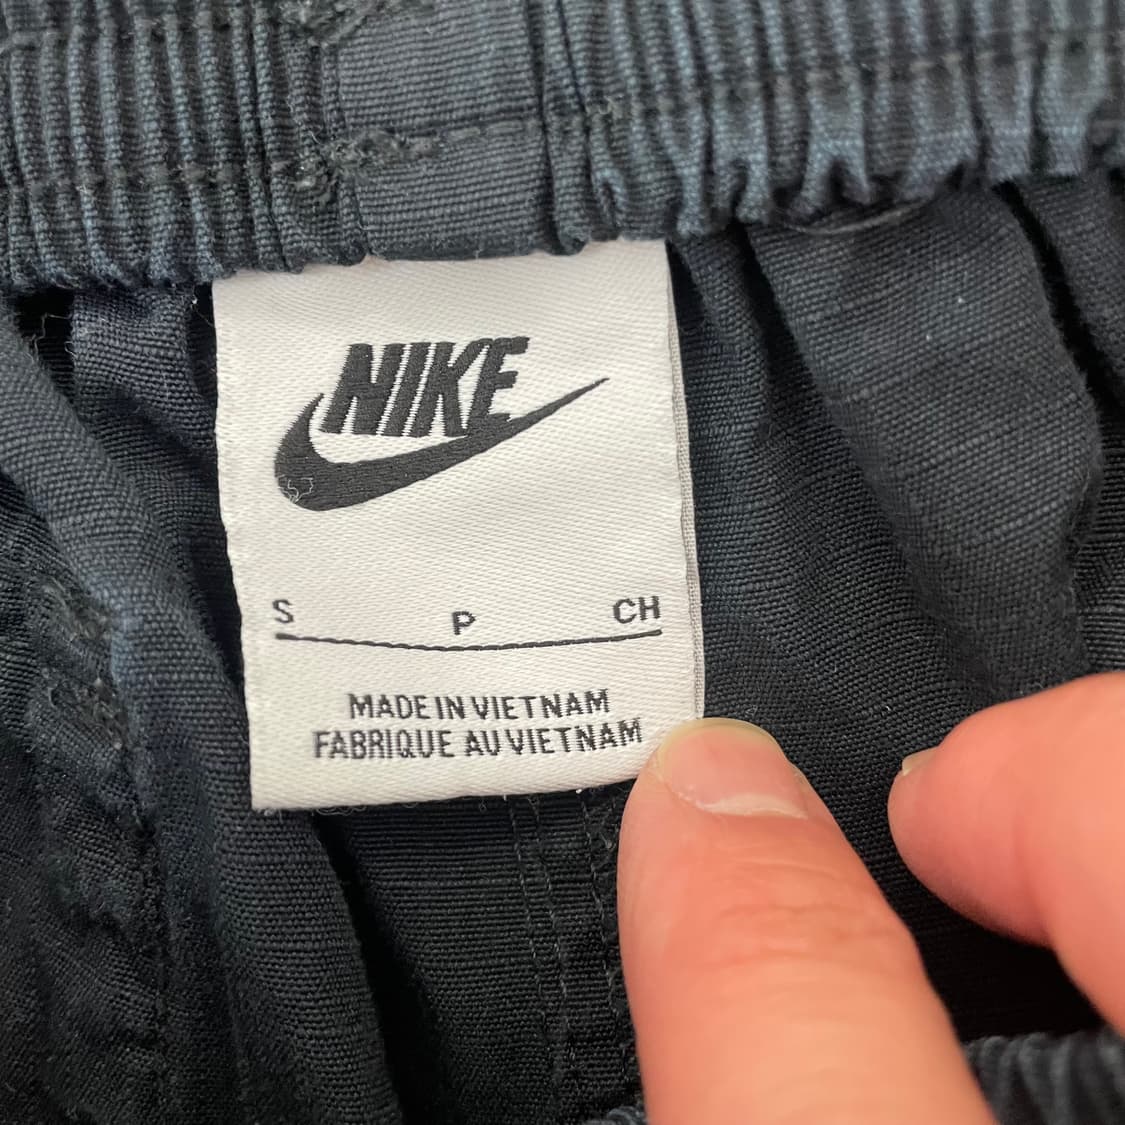 NIKE
S P CH
MADE IN VIETNAM
FABRIQUE AU VIETNAM